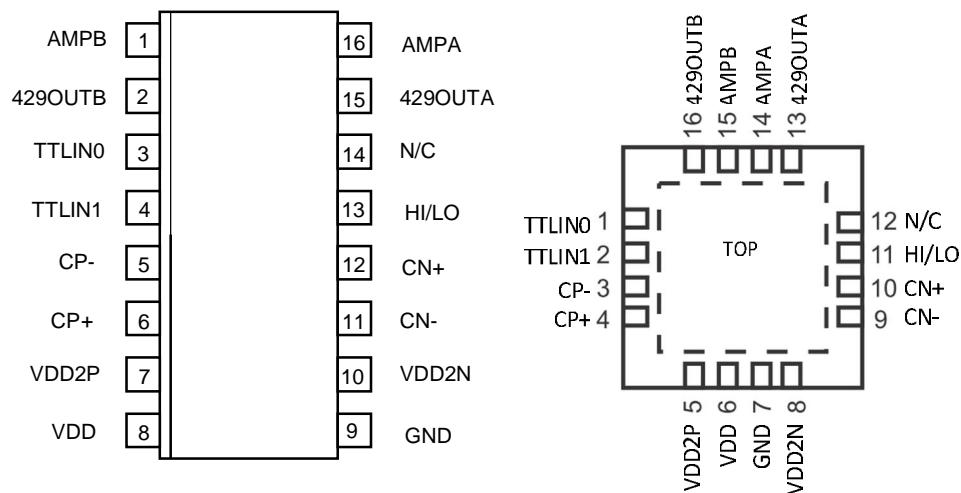 AMPB 1
429OUTB 2
TTLIN0 3
TTLIN1 4
CP- 5
CP+ 6
VDD2P 7
VDD 8
16 AMPA
15 429OUTA
14 N/C
13 HI/LO
12 CN+
11 CN-
10 VDD2N
9 GND
16 429OUTB
15 AMPB
14 AMPA
13 429OUTA
TTLIN0 1
TTLIN1 2
CP- 3
CP+ 4
TOP
12 N/C
11 HI/LO
10 CN+
9 CN-
VDD2P 5
VDD 6
GND 7
VDD2N 8